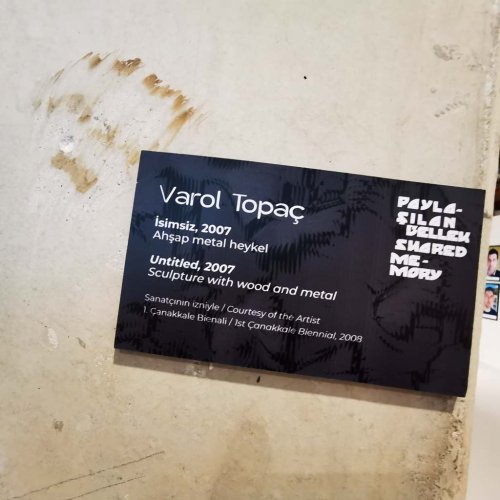 Varol Topaç
İsimsiz, 2007
Ahşap metal heykel
Untitled, 2007
Sculpture with wood and metal
Sanatçının izniyle / Courtesy of the Artist
1. Çanakkale Bienali / 1st Çanakkale Biennial, 2008
PAYLA-
ŞILAN
BELLEK
SHARED
ME-
MORY